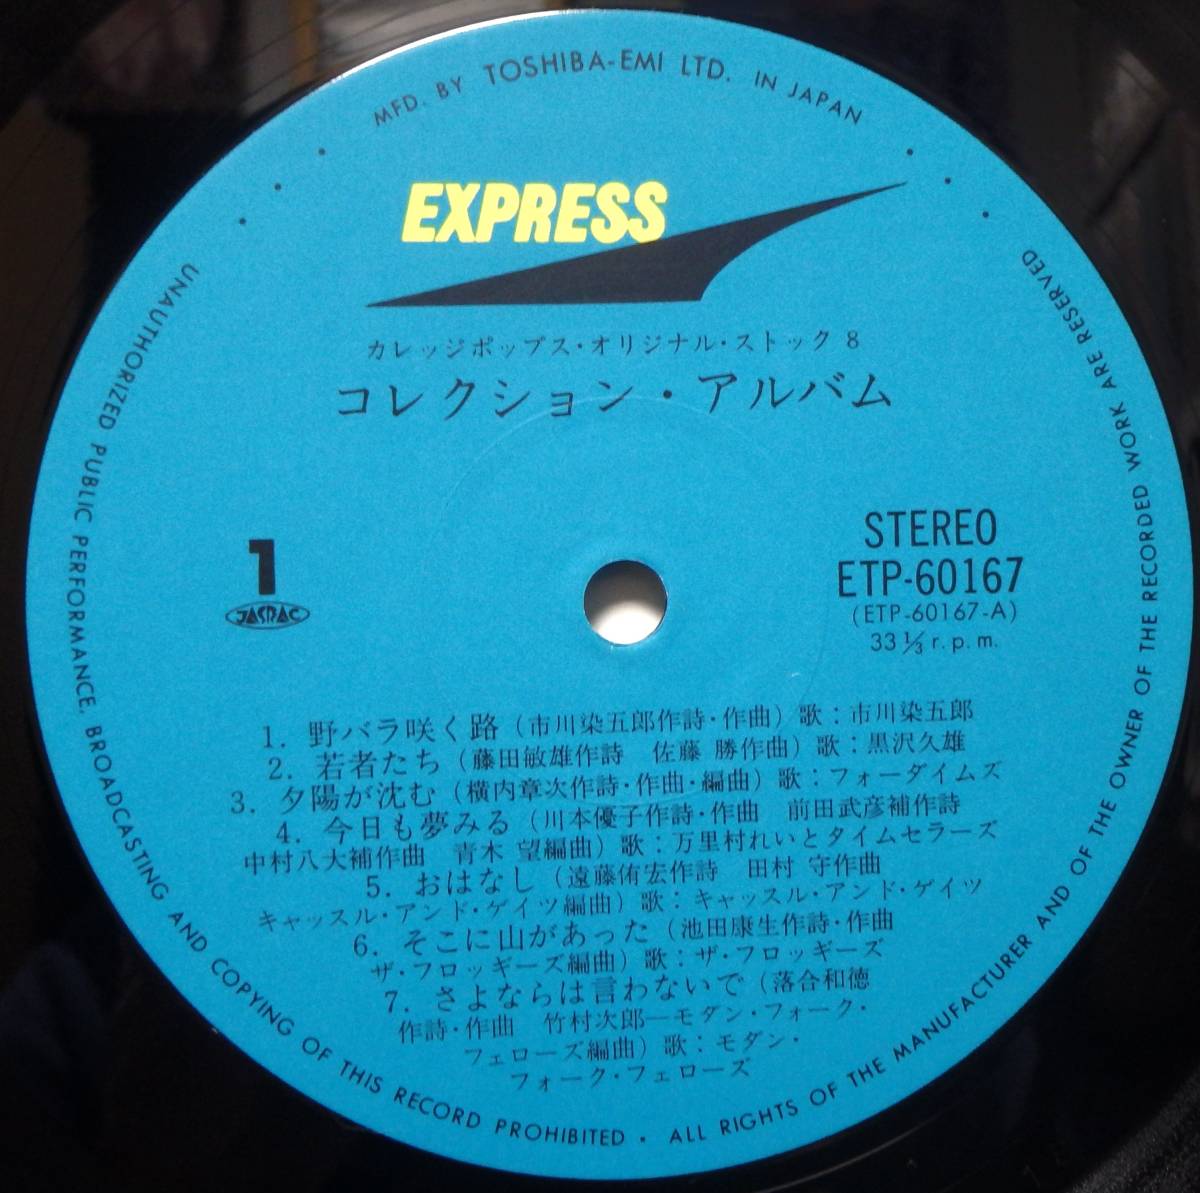 MFD. BY TOSHIBA-EMI LTD. IN JAPAN
EXPRESS
カレッジポップス・オリジナル・ストック 8
コレクション・アルバム
1
JASRAC
STEREO
ETP-60167
(ETP-60167-A)
33 1/3 r.p.m.
1. 野バラ咲く路 (市川染五郎作詩・作曲) 歌：市川染五郎
2. 若者たち (藤田敏雄作詩 佐藤 勝作曲) 歌：黒沢久雄
3. 夕陽が沈む (横内章次作詩・作曲・編曲) 歌：フォーダイムズ
4. 今日も夢みる (川本優子作詩・作曲 前田武彦補作詩
中村八大補作曲 青木 望編曲) 歌：万里村れいとタイムセラーズ
5. おはなし (遠藤侑宏作詩 田村 守作曲
キャッスル・アンド・ゲイツ編曲) 歌：キャッスル・アンド・ゲイツ
6. そこに山があった (池田康生作詩・作曲
ザ・フロッギーズ編曲) 歌：ザ・フロッギーズ
7. さよならは言わないで (落合和徳
作詩・作曲 竹村次郎—モダン・フォーク・
フェローズ編曲) 歌：モダン・
フォーク・フェローズ
UNAUTHORIZED PUBLIC PERFORMANCE, BROADCASTING AND COPYING OF THIS RECORD PROHIBITED · ALL RIGHTS OF THE MANUFACTURER AND OF THE OWNER OF THE RECORDED WORK ARE RESERVED